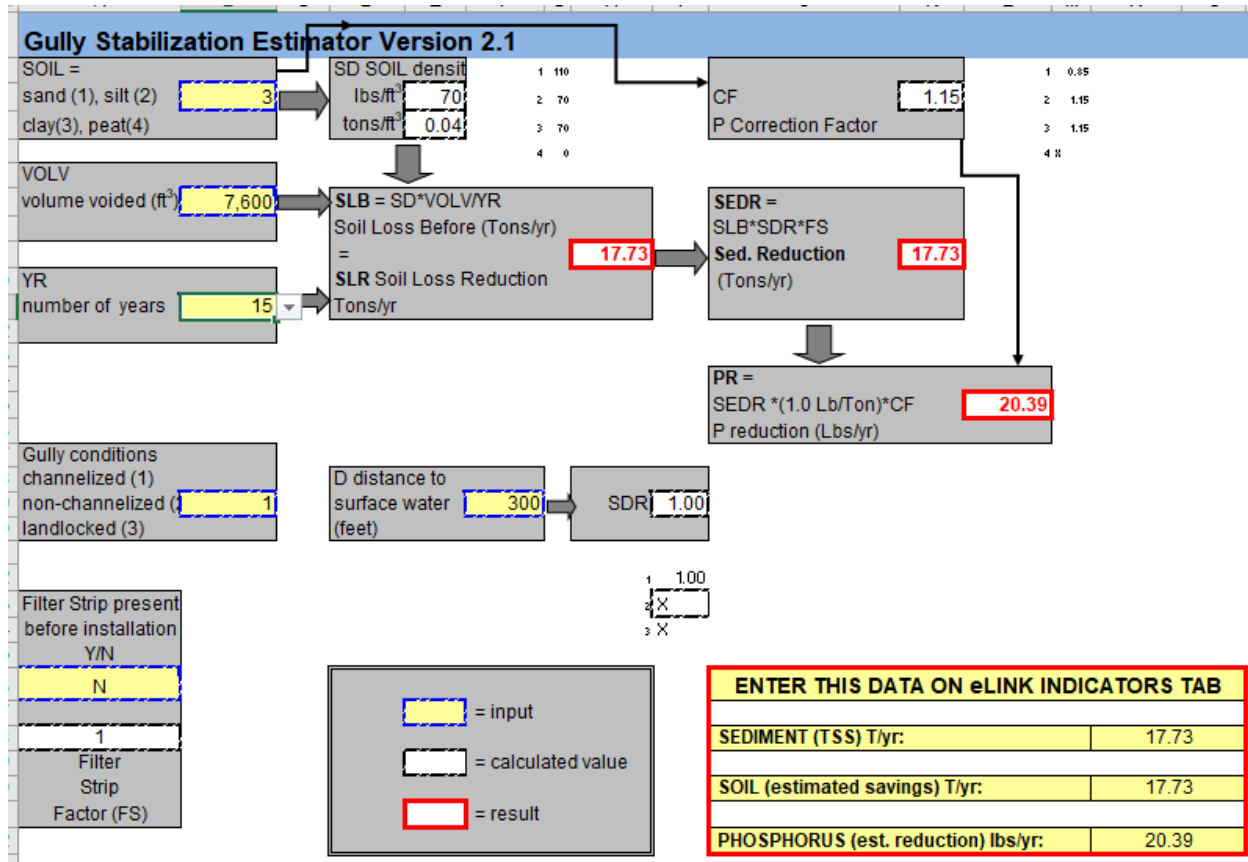 Gully Stabilization Estimator Version 2.1
SOIL =
sand (1), silt (2)
clay(3), peat(4)
3
SD SOIL densit
lbs/ft³ 70
tons/ft³ 0.04
1 110
2 70
3 70
4 0
CF 1.15
P Correction Factor
1 0.85
2 1.15
3 1.15
4 X
VOLV
volume voided (ft³) 7,600
SLB = SD*VOLV/YR
Soil Loss Before (Tons/yr)
= 17.73
SLR Soil Loss Reduction
Tons/yr
SEDR =
SLB*SDR*FS
Sed. Reduction 17.73
(Tons/yr)
YR
number of years 15
PR =
SEDR *(1.0 Lb/Ton)*CF 20.39
P reduction (Lbs/yr)
Gully conditions
channelized (1)
non-channelized (2 1
landlocked (3)
D distance to
surface water 300
(feet)
SDR 1.00
1 1.00
2 X
3 X
Filter Strip present
before installation
Y/N
N
1
Filter
Strip
Factor (FS)
= input
= calculated value
= result
ENTER THIS DATA ON eLINK INDICATORS TAB
SEDIMENT (TSS) T/yr: 17.73
SOIL (estimated savings) T/yr: 17.73
PHOSPHORUS (est. reduction) lbs/yr: 20.39